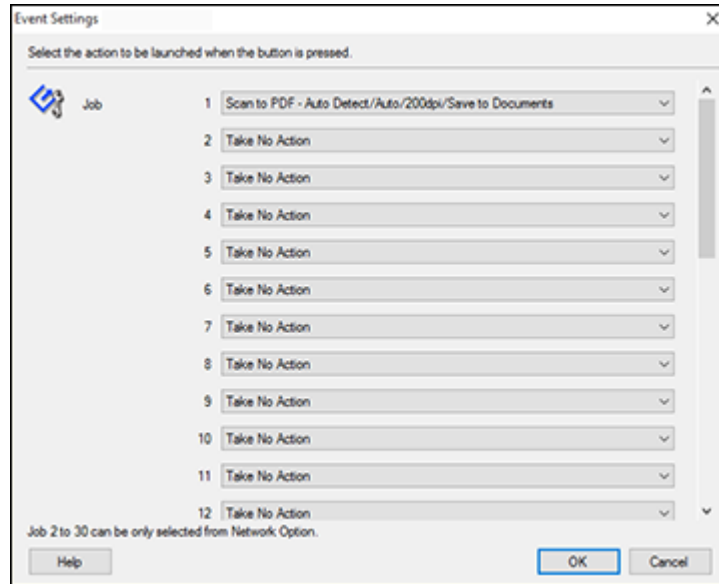 Event Settings
Select the action to be launched when the button is pressed.
Job
1 Scan to PDF - Auto Detect/Auto/200dpi/Save to Documents
2 Take No Action
3 Take No Action
4 Take No Action
5 Take No Action
6 Take No Action
7 Take No Action
8 Take No Action
9 Take No Action
10 Take No Action
11 Take No Action
12 Take No Action
Job 2 to 30 can be only selected from Network Option.
Help
OK
Cancel